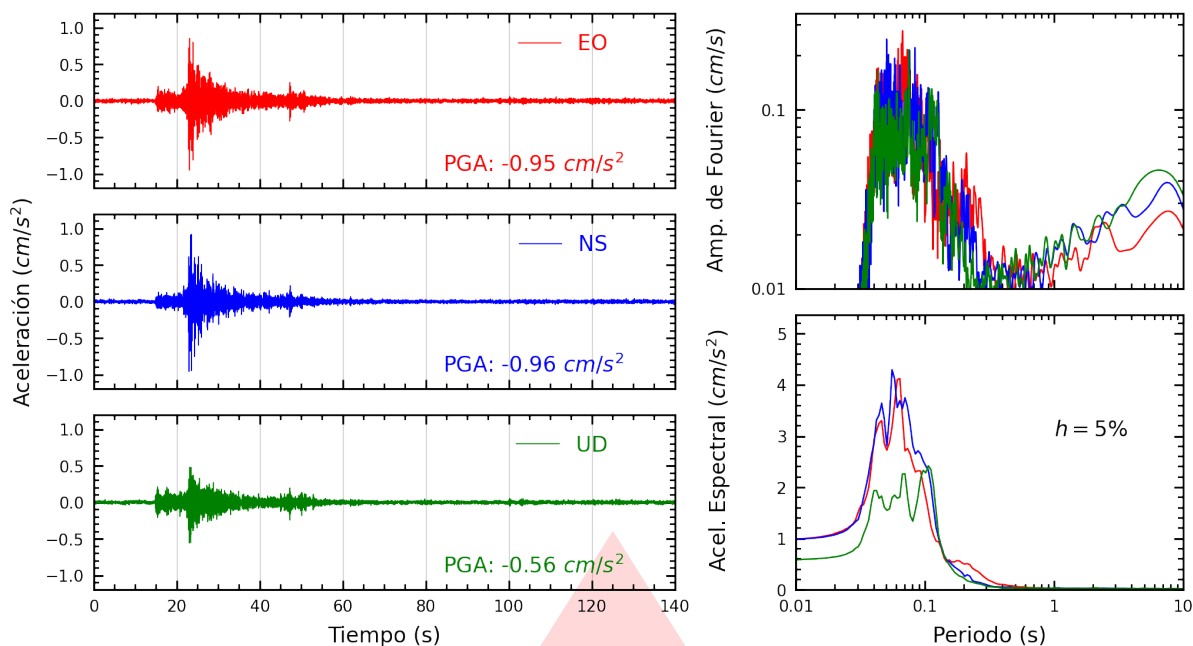 Aceleración (cm/s²)
1.0
0.5
0.0
−0.5
−1.0
EO
PGA: -0.95 cm/s²
1.0
0.5
0.0
−0.5
−1.0
NS
PGA: -0.96 cm/s²
1.0
0.5
0.0
−0.5
−1.0
UD
PGA: -0.56 cm/s²
0 20 40 60 80 100 120 140
Tiempo (s)
Amp. de Fourier (cm/s)
0.1
0.01
Acel. Espectral (cm/s²)
5
4
3
2
1
0
h = 5%
0.01 0.1 1 10
Periodo (s)